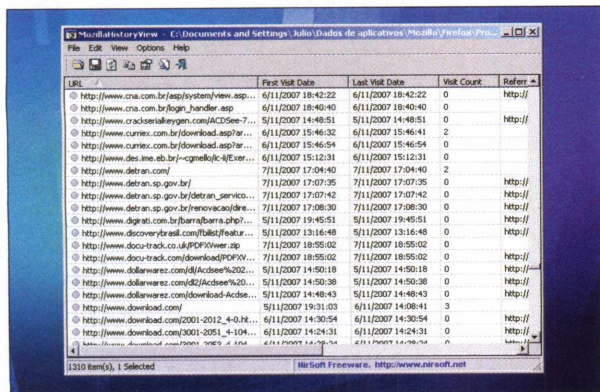 MozillaHistoryView - C:\Documents and Settings\Julio\Dados de aplicativos\Mozilla\Firefox\Pro...
File Edit View Options Help
URL First Visit Date Last Visit Date Visit Count Referr
http://www.cna.com.br/asp/system/view.asp... 6/11/2007 18:42:22 6/11/2007 18:42:22 0 http://
http://www.cna.com.br/login_handler.asp 6/11/2007 18:40:40 6/11/2007 18:40:40 0
http://www.crackserialkeygen.com/ACDSee-7... 5/11/2007 14:48:51 5/11/2007 14:48:51 0 http://
http://www.curriex.com.br/download.asp?ar... 6/11/2007 15:46:32 6/11/2007 15:46:41 2
http://www.curriex.com.br/download.asp?ar... 6/11/2007 15:46:54 6/11/2007 15:46:54 0
http://www.des.ime.eb.br/~cgmello/lc-ii/Exer... 6/11/2007 15:12:31 6/11/2007 15:12:31 0
http://www.detran.com/ 7/11/2007 17:04:40 7/11/2007 17:04:40 2
http://www.detran.sp.gov.br/ 7/11/2007 17:07:35 7/11/2007 17:07:35 0 http://
http://www.detran.sp.gov.br/detran_servico... 7/11/2007 17:07:42 7/11/2007 17:07:42 0 http://
http://www.detran.sp.gov.br/renovacao/dire... 7/11/2007 17:08:30 7/11/2007 17:08:30 0 http://
http://www.digirati.com.br/barra/barra.php?... 5/11/2007 19:45:51 5/11/2007 19:45:51 0 http://
http://www.discoverybrasil.com/fbilist/featur... 5/11/2007 13:16:48 5/11/2007 13:16:48 0 http://
http://www.docu-track.co.uk/PDFXVwer.zip 7/11/2007 18:55:02 7/11/2007 18:55:02 0
http://www.docu-track.com/download/PDFXV... 7/11/2007 18:55:02 7/11/2007 18:55:02 0 http://
http://www.dollarwarez.com/dl/Acdsee%202... 5/11/2007 14:50:18 5/11/2007 14:50:18 0 http://
http://www.dollarwarez.com/dl2/Acdsee%20... 5/11/2007 14:50:38 5/11/2007 14:50:38 0 http://
http://www.dollarwarez.com/download-Acdse... 5/11/2007 14:48:43 5/11/2007 14:48:43 0 http://
http://www.download.com/ 5/11/2007 19:31:03 6/11/2007 14:08:41 3
http://www.download.com/2001-2012_4-0.ht... 6/11/2007 14:30:54 6/11/2007 14:30:54 0 http://
http://www.download.com/3001-2051_4-104... 6/11/2007 14:24:31 6/11/2007 14:24:31 0 http://
1310 item(s), 1 Selected NirSoft Freeware. http://www.nirsoft.net